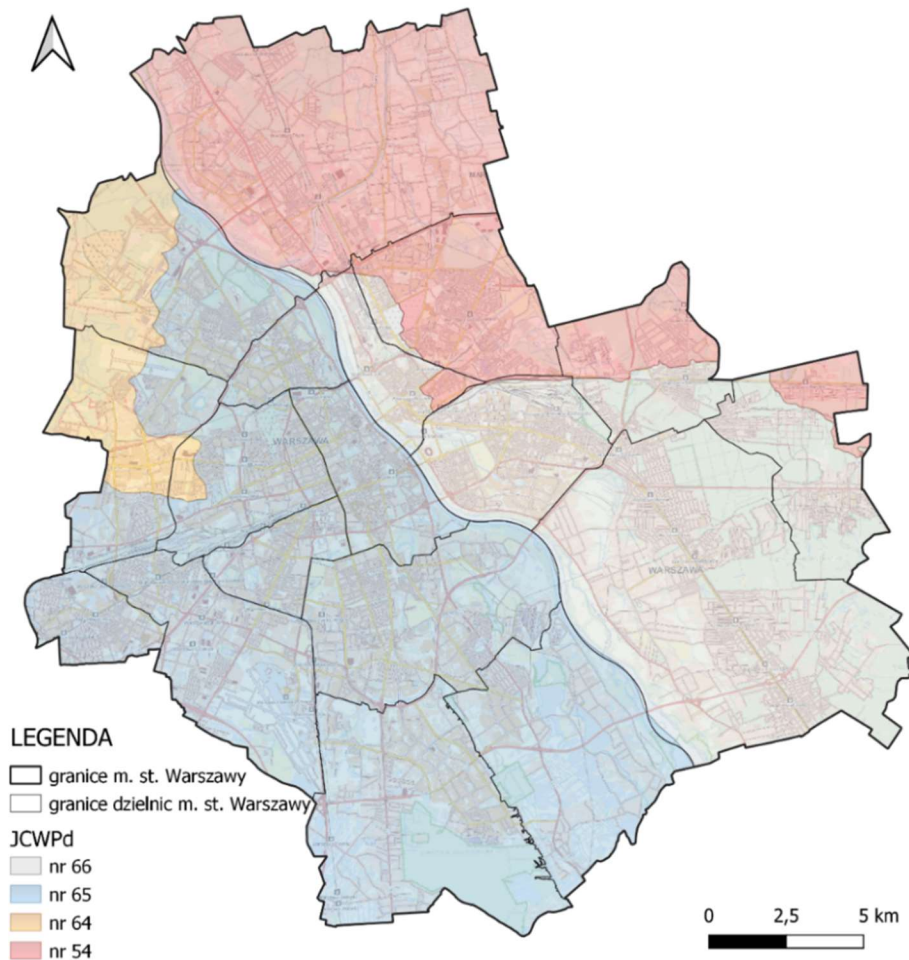 WARSZAWA
WARSZAWA
LEGENDA
granice m. st. Warszawy
granice dzielnic m. st. Warszawy
JCWPd
nr 66
nr 65
nr 64
nr 54
0 2,5 5 km